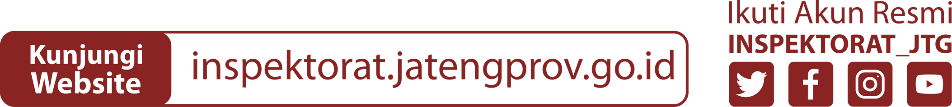 Kunjungi
Website
inspektorat.jatengprov.go.id
Ikuti Akun Resmi
INSPEKTORAT_JTG